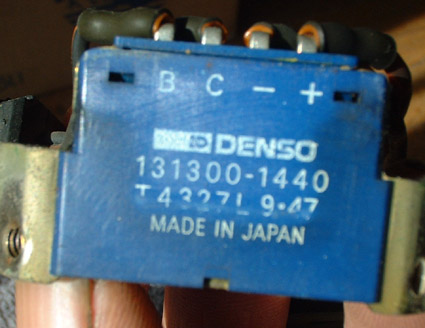 B C − +
DENSO
131300-1440
T4327L 9•47
MADE IN JAPAN